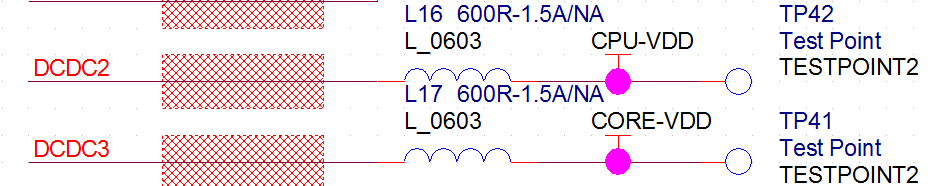 L16 600R-1.5A/NA
TP42
L_0603
CPU-VDD
Test Point
DCDC2
TESTPOINT2
L17 600R-1.5A/NA
L_0603
CORE-VDD
TP41
DCDC3
Test Point
TESTPOINT2